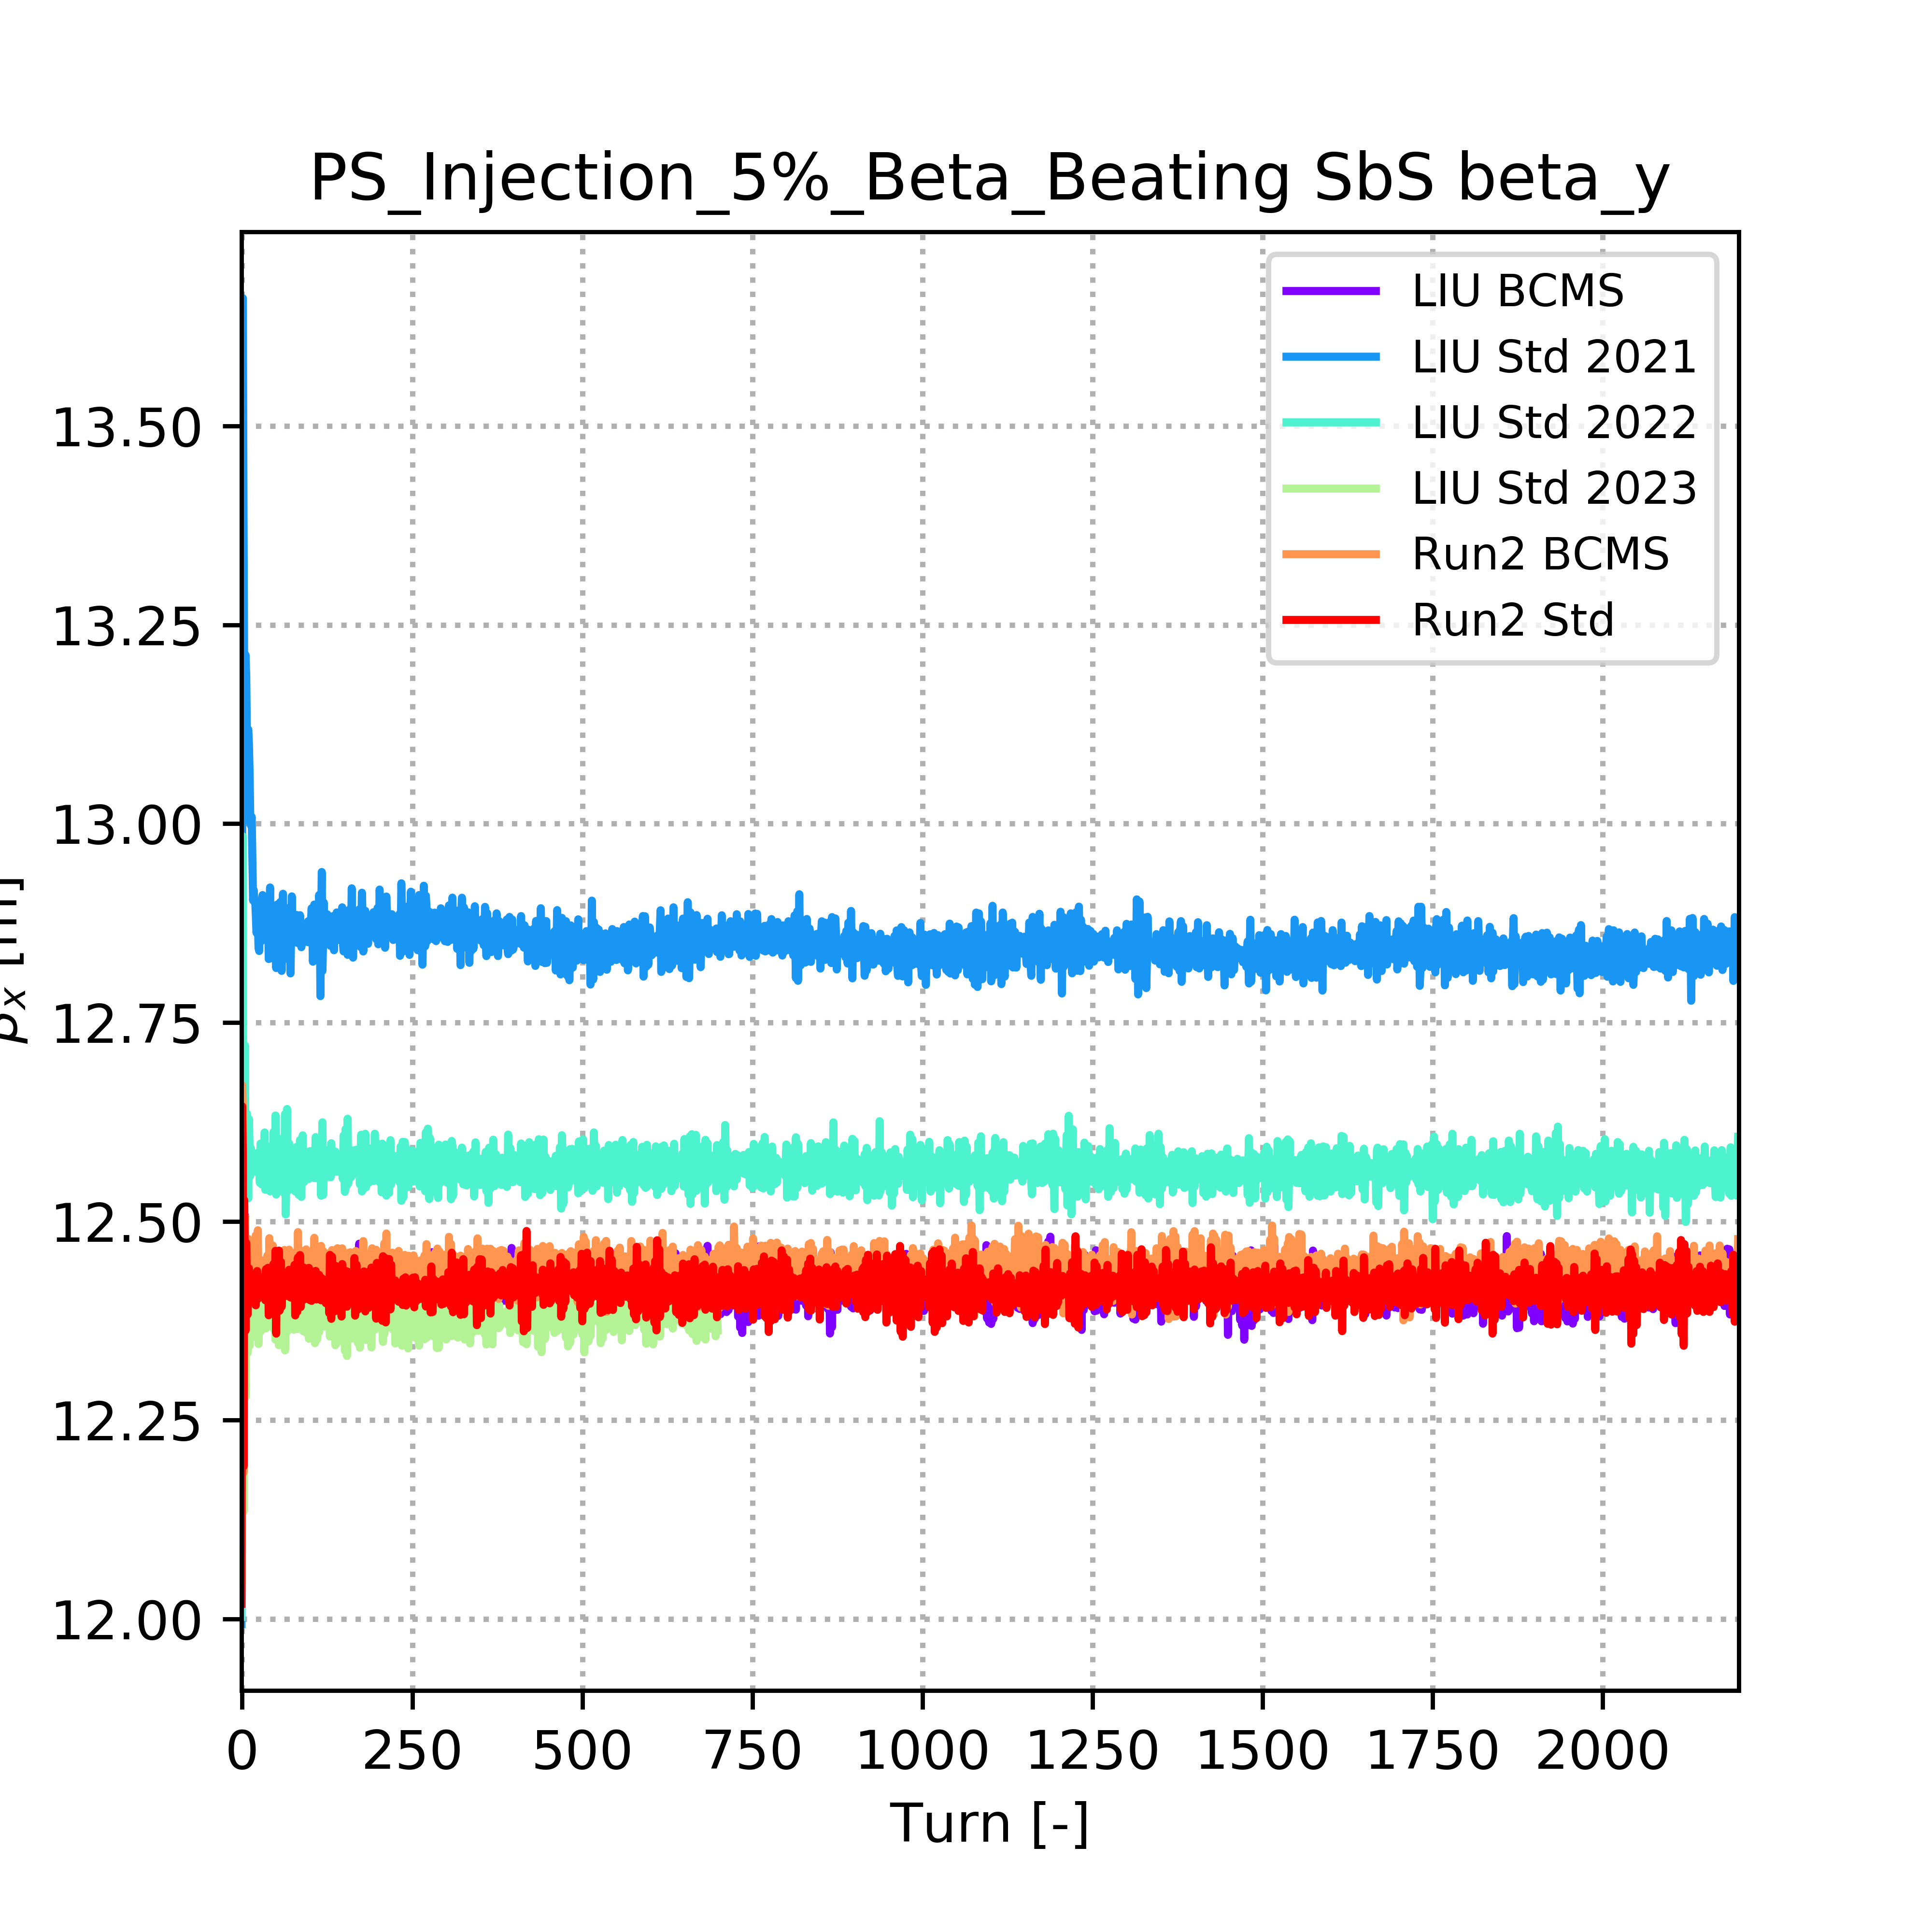 PS_Injection_5%_Beta_Beating SbS beta_y
LIU BCMS
LIU Std 2021
LIU Std 2022
LIU Std 2023
Run2 BCMS
Run2 Std
13.50
13.25
13.00
12.75
12.50
12.25
12.00
x [m]
0 250 500 750 1000 1250 1500 1750 2000
Turn [-]